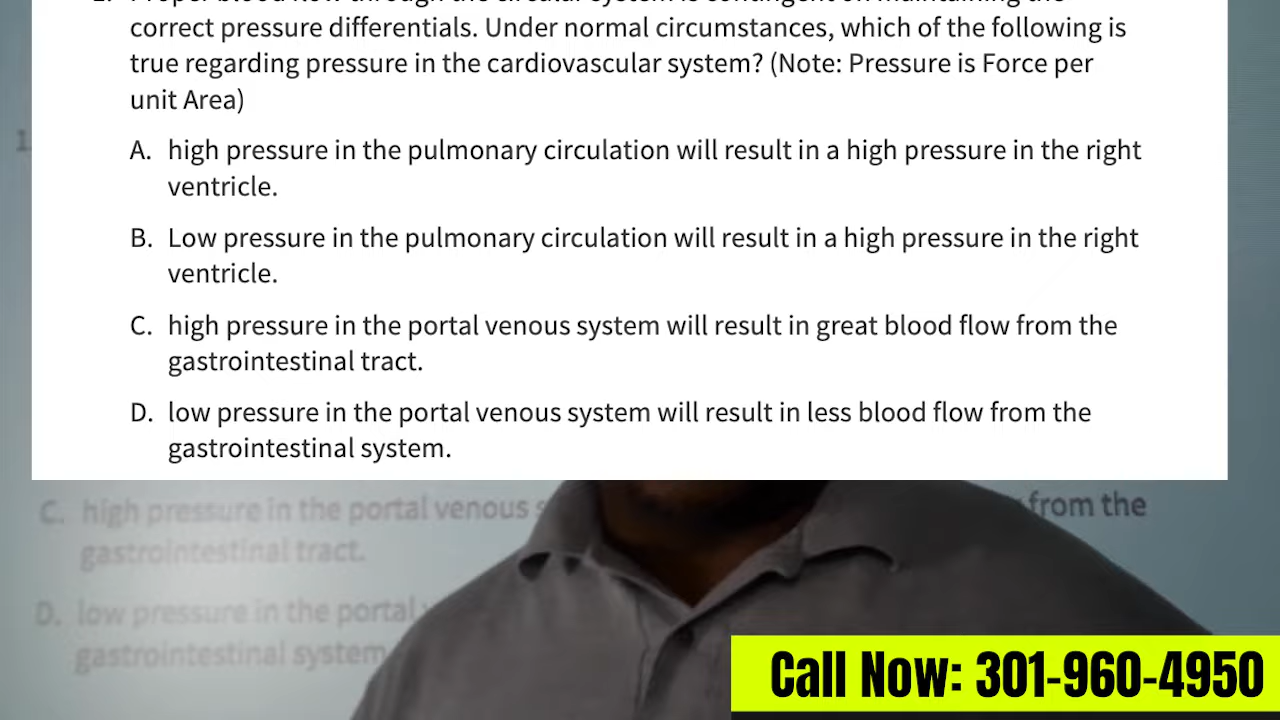 correct pressure differentials. Under normal circumstances, which of the following is
true regarding pressure in the cardiovascular system? (Note: Pressure is Force per
unit Area)
A. high pressure in the pulmonary circulation will result in a high pressure in the right
ventricle.
B. Low pressure in the pulmonary circulation will result in a high pressure in the right
ventricle.
C. high pressure in the portal venous system will result in great blood flow from the
gastrointestinal tract.
D. low pressure in the portal venous system will result in less blood flow from the
gastrointestinal system.
C. high pressure in the portal venous from the
gastrointestinal tract.
D. low pressure in the portal
gastrointestinal system
Call Now: 301-960-4950